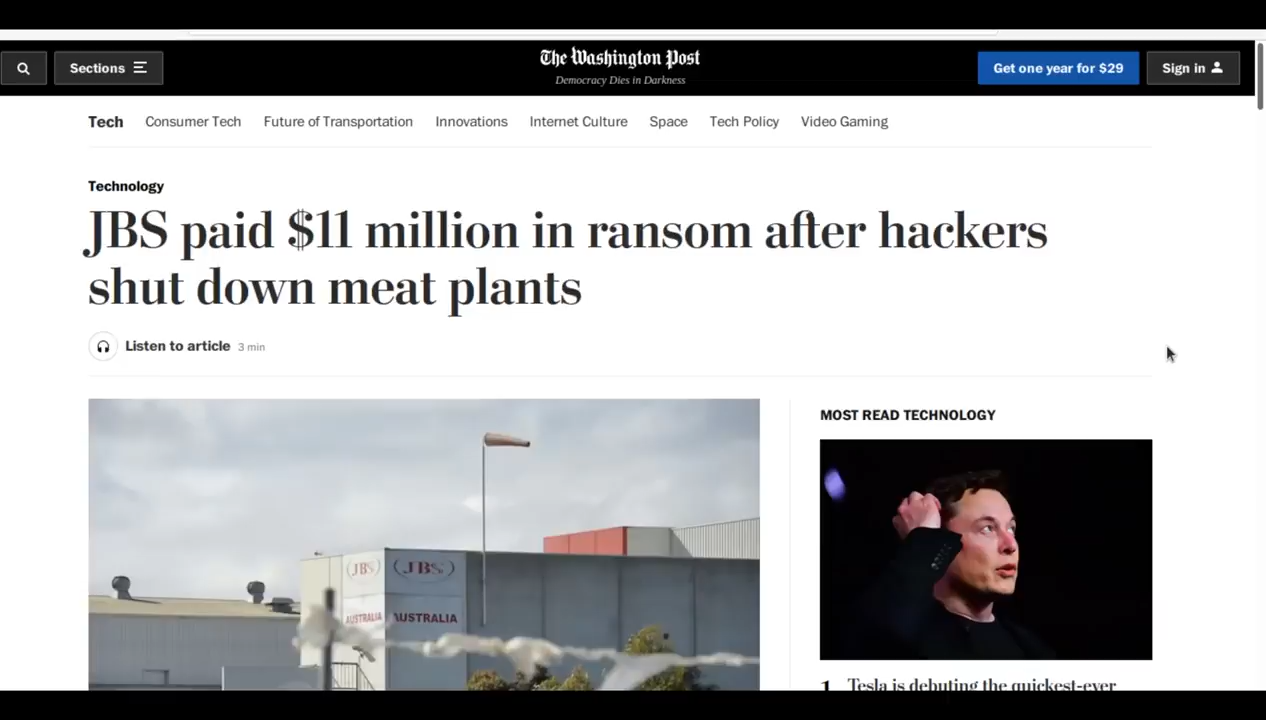 Sections
The Washington Post
Democracy Dies in Darkness
Get one year for $29
Sign in
Tech
Consumer Tech
Future of Transportation
Innovations
Internet Culture
Space
Tech Policy
Video Gaming
Technology
JBS paid $11 million in ransom after hackers
shut down meat plants
Listen to article 3 min
MOST READ TECHNOLOGY
JBS
JBS
AUSTRALIA
AUSTRALIA
1 Tesla is debuting the quickest-ever